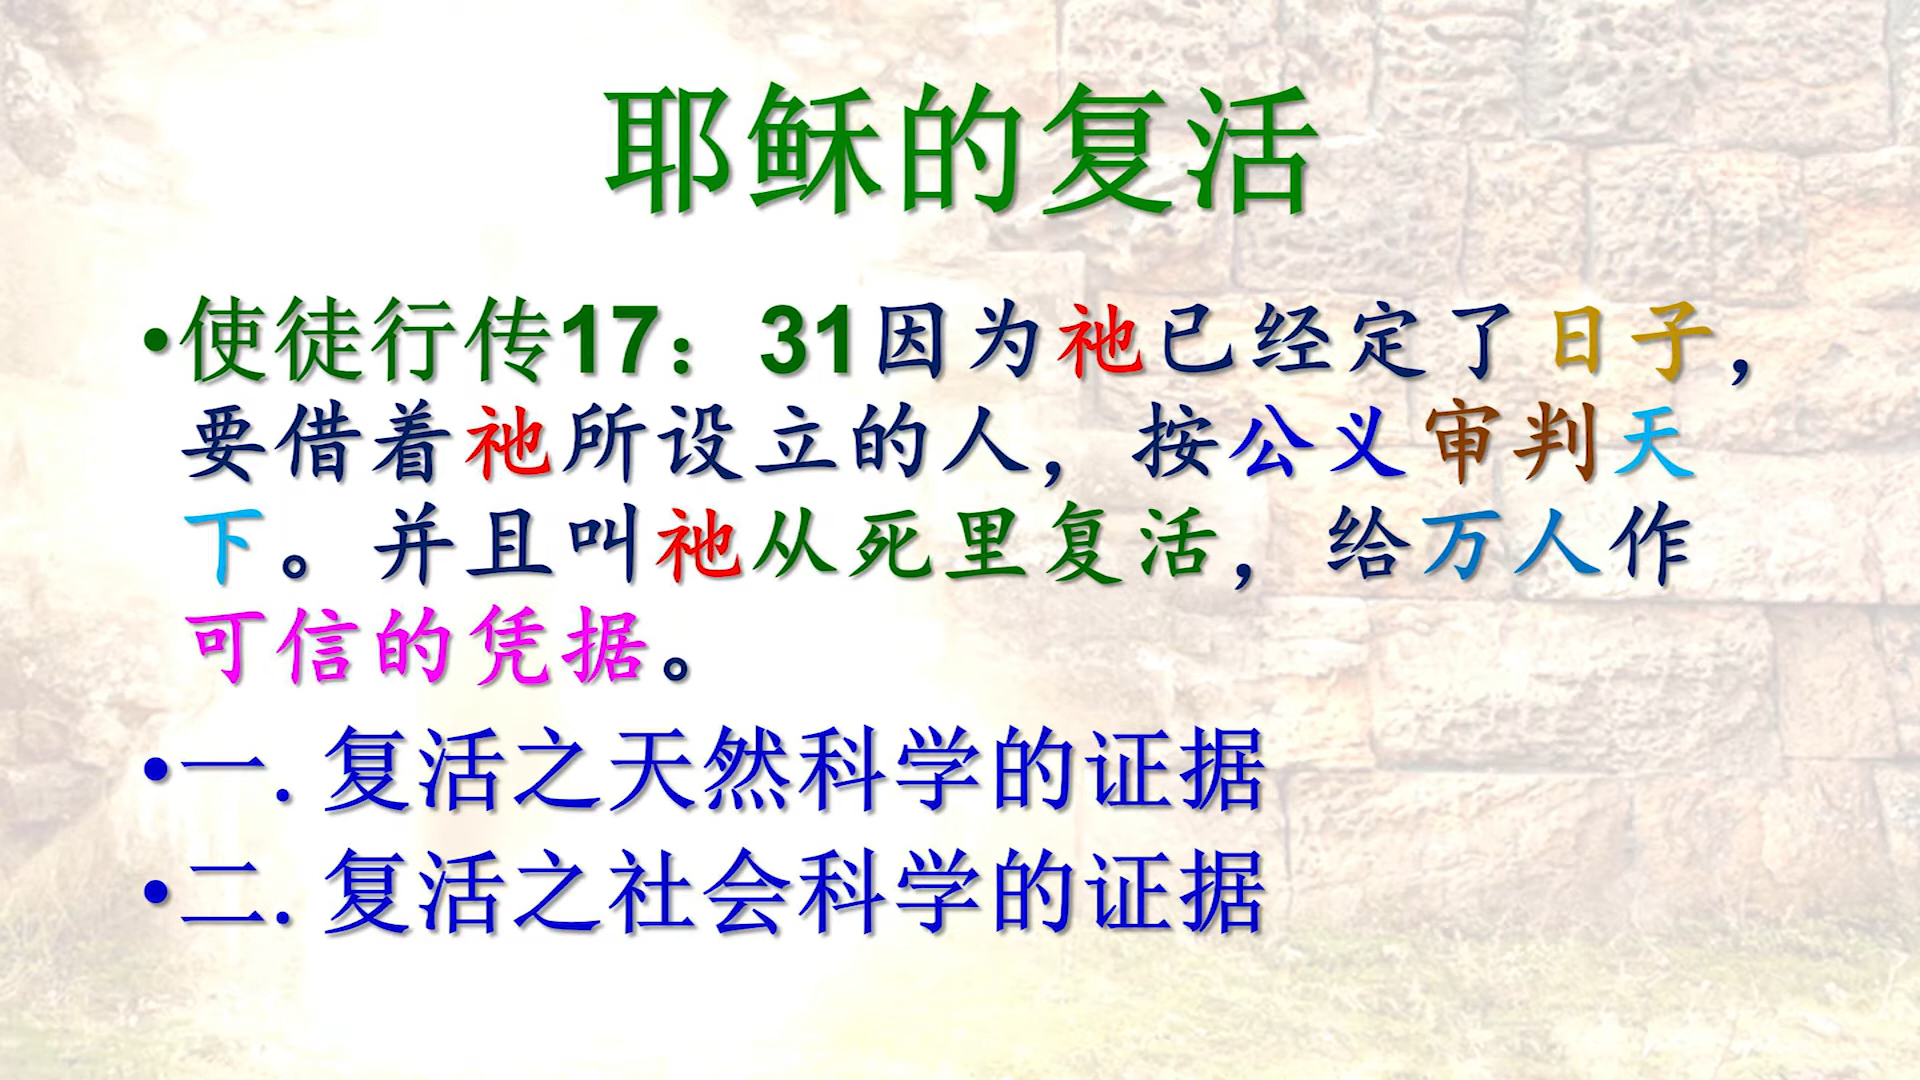 耶稣的复活
•使徒行传17：31因为祂已经定了日子，
要借着祂所设立的人，按公义审判天
下。并且叫祂从死里复活，给万人作
可信的凭据。
•一. 复活之天然科学的证据
•二. 复活之社会科学的证据